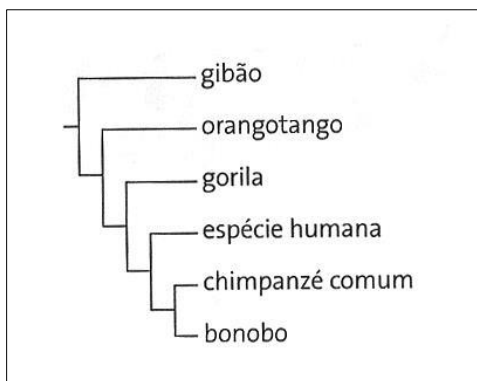 gibão
orangotango
gorila
espécie humana
chimpanzé comum
bonobo